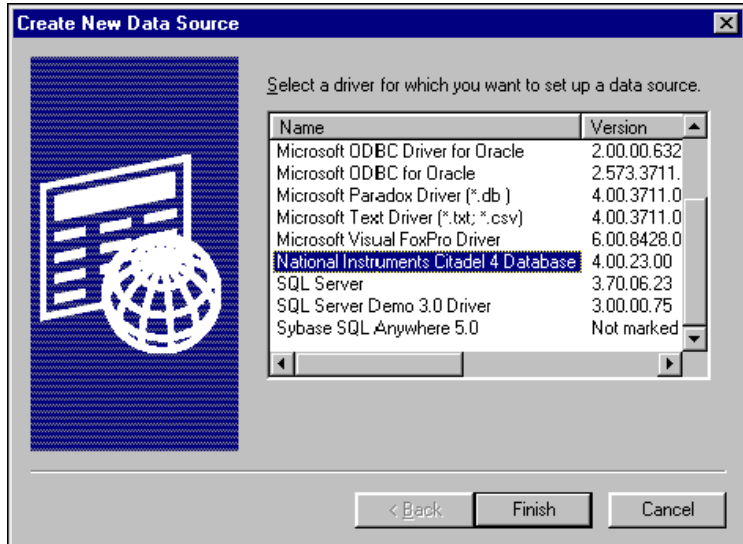 Create New Data Source
Select a driver for which you want to set up a data source.
Name Version
Microsoft ODBC Driver for Oracle 2.00.00.632
Microsoft ODBC for Oracle 2.573.3711.
Microsoft Paradox Driver (*.db ) 4.00.3711.0
Microsoft Text Driver (*.txt; *.csv) 4.00.3711.0
Microsoft Visual FoxPro Driver 6.00.8428.0
National Instruments Citadel 4 Database 4.00.23.00
SQL Server 3.70.06.23
SQL Server Demo 3.0 Driver 3.00.00.75
Sybase SQL Anywhere 5.0 Not marked
< Back Finish Cancel